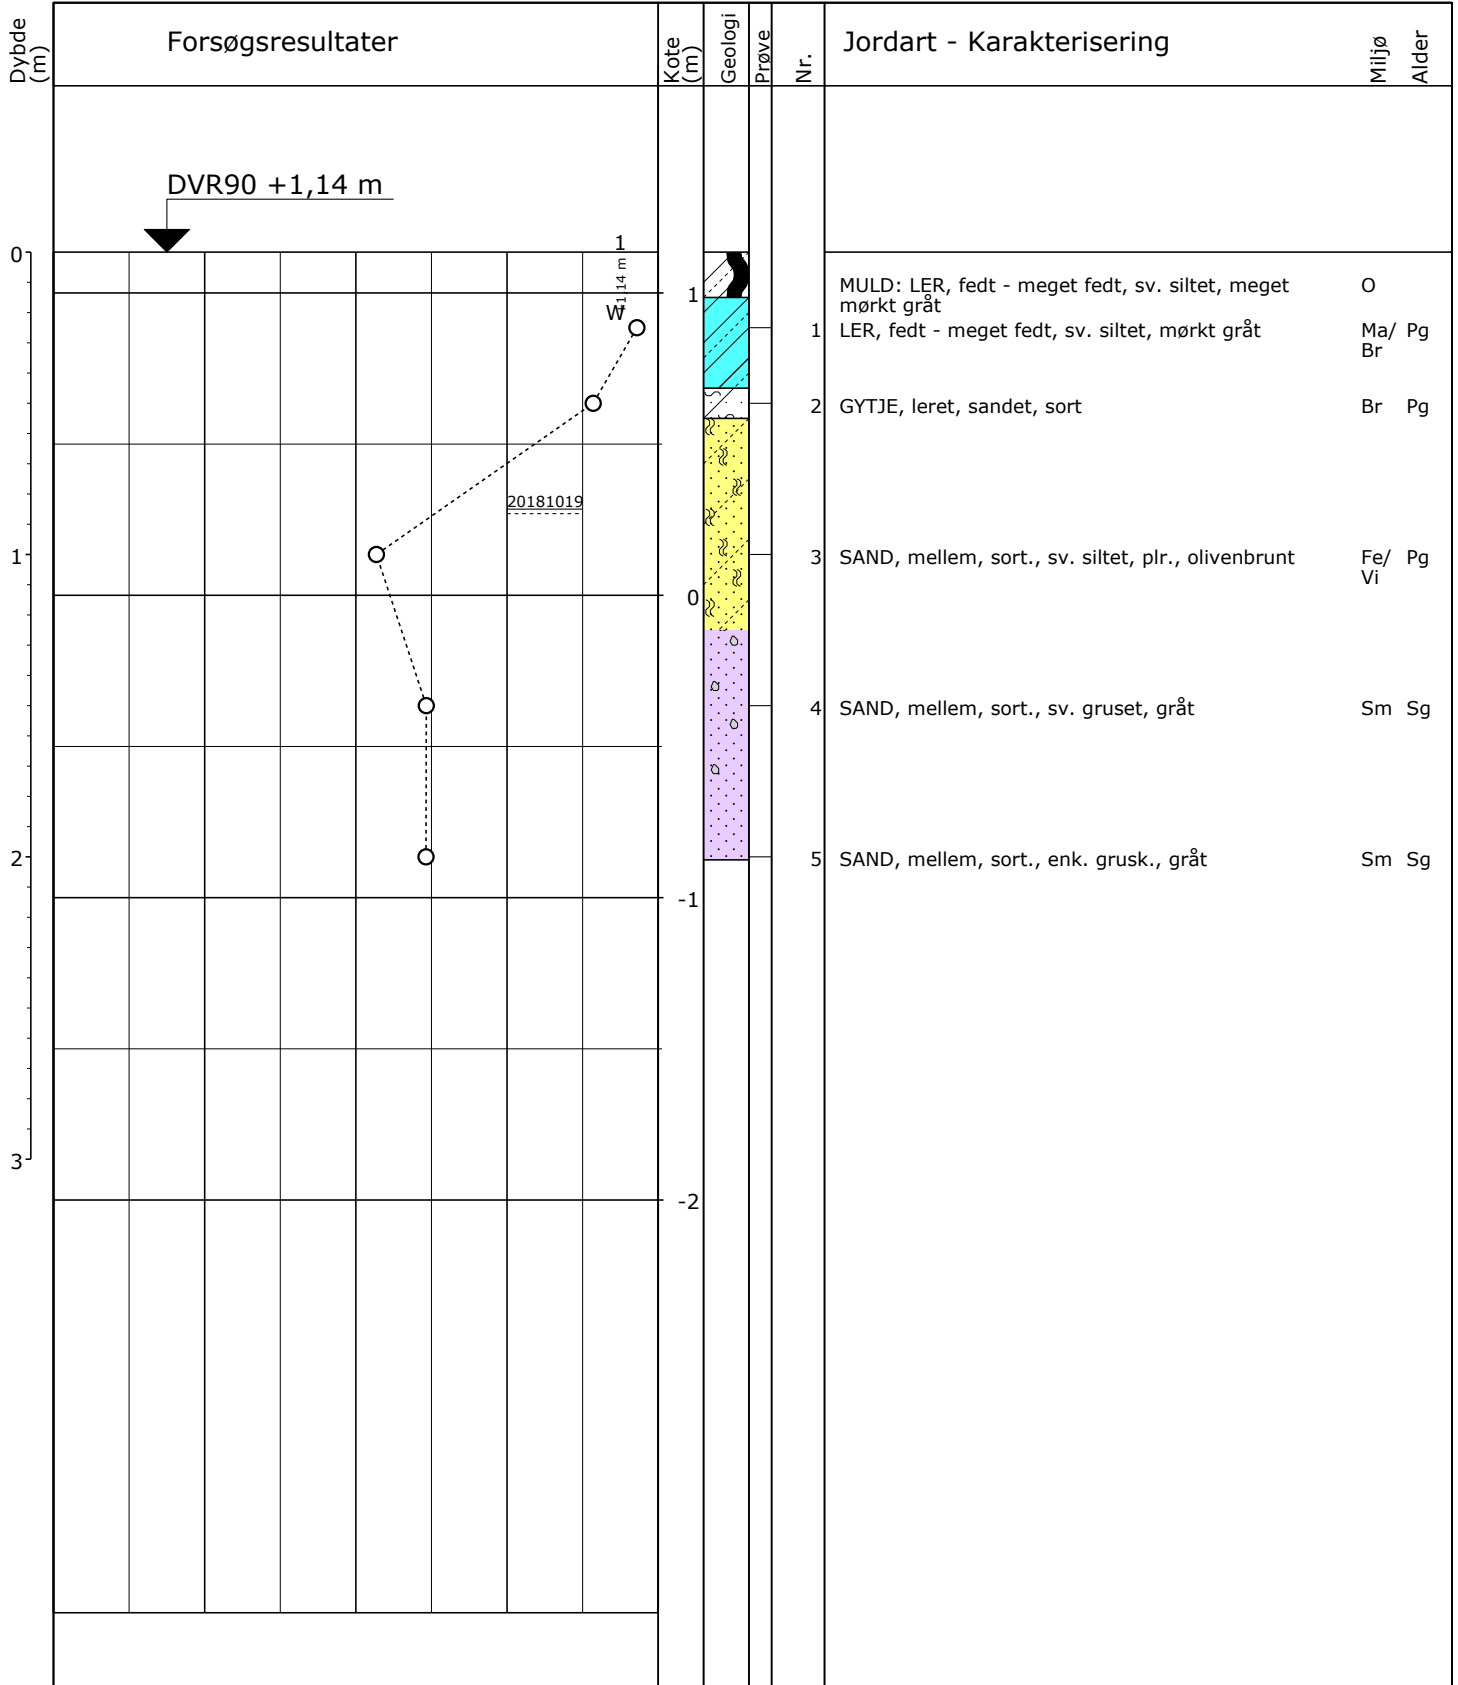 Dybde
(m)
Forsøgsresultater
Kote
(m)
Geologi
Prøve
Nr.
Jordart - Karakterisering
Miljø
Alder
DVR90 +1,14 m
0
1
+1,14 m
W
1
MULD: LER, fedt - meget fedt, sv. siltet, meget O
mørkt gråt
1 LER, fedt - meget fedt, sv. siltet, mørkt gråt Ma/ Pg
Br
2 GYTJE, leret, sandet, sort Br Pg
20181019
1
3 SAND, mellem, sort., sv. siltet, plr., olivenbrunt Fe/ Pg
Vi
0
4 SAND, mellem, sort., sv. gruset, gråt Sm Sg
2
5 SAND, mellem, sort., enk. grusk., gråt Sm Sg
-1
3
-2